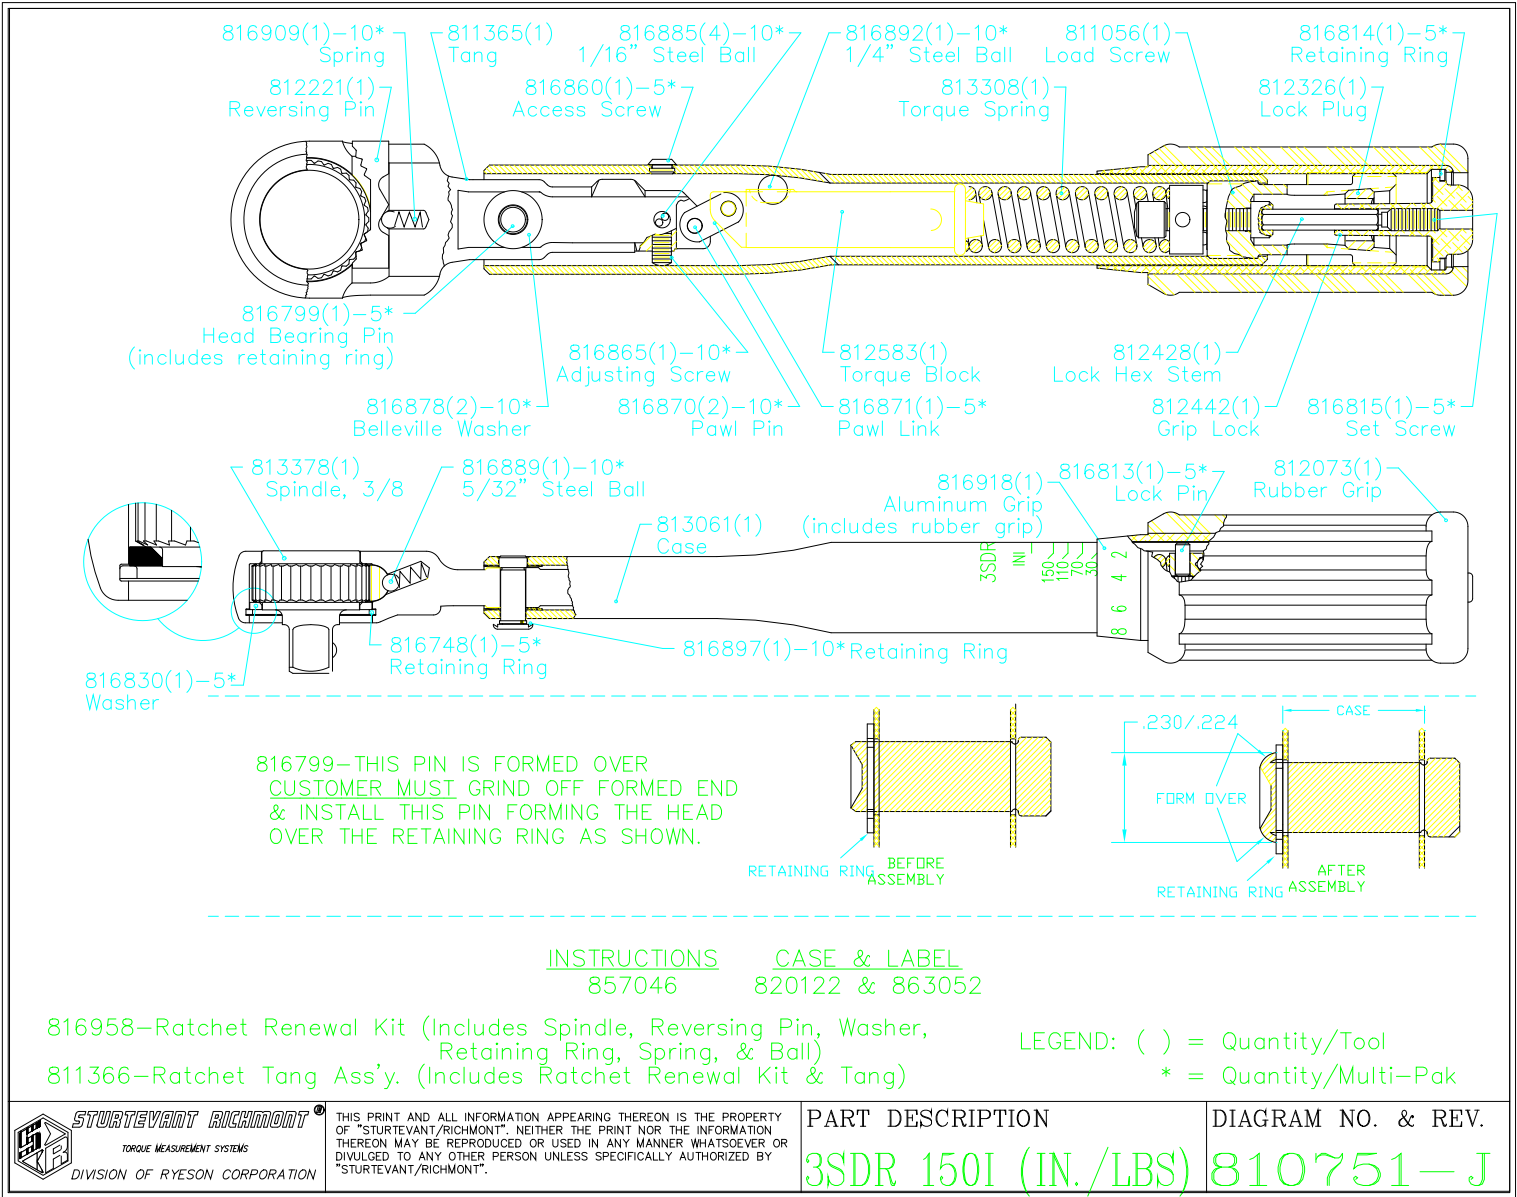 816909(1)-10*
Spring
811365(1)
Tang
816885(4)-10*
1/16" Steel Ball
816892(1)-10*
1/4" Steel Ball
811056(1)
Load Screw
816814(1)-5*
Retaining Ring
812221(1)
Reversing Pin
816860(1)-5*
Access Screw
813308(1)
Torque Spring
812326(1)
Lock Plug
816799(1)-5*
Head Bearing Pin
(includes retaining ring)
816865(1)-10*
Adjusting Screw
812583(1)
Torque Block
812428(1)
Lock Hex Stem
816878(2)-10*
Belleville Washer
816870(2)-10*
Pawl Pin
816871(1)-5*
Pawl Link
812442(1)
Grip Lock
816815(1)-5*
Set Screw
813378(1)
Spindle, 3/8
816889(1)-10*
5/32" Steel Ball
816918(1)
Aluminum Grip
(includes rubber grip)
816813(1)-5*
Lock Pin
812073(1)
Rubber Grip
813061(1)
Case
3SDR
INI
150
110
70
30
8 6 4 2
816748(1)-5*
Retaining Ring
816897(1)-10* Retaining Ring
816830(1)-5*
Washer
816799-THIS PIN IS FORMED OVER
CUSTOMER MUST GRIND OFF FORMED END
& INSTALL THIS PIN FORMING THE HEAD
OVER THE RETAINING RING AS SHOWN.
RETAINING RING
BEFORE
ASSEMBLY
.230/.224
CASE
FORM OVER
RETAINING RING
AFTER
ASSEMBLY
INSTRUCTIONS
857046
CASE & LABEL
820122 & 863052
816958-Ratchet Renewal Kit (Includes Spindle, Reversing Pin, Washer,
Retaining Ring, Spring, & Ball)
811366-Ratchet Tang Ass'y. (Includes Ratchet Renewal Kit & Tang)
LEGEND: ( ) = Quantity/Tool
* = Quantity/Multi-Pak
STURTEVANT RICHMONT ®
TORQUE MEASUREMENT SYSTEMS
DIVISION OF RYESON CORPORATION
THIS PRINT AND ALL INFORMATION APPEARING THEREON IS THE PROPERTY
OF "STURTEVANT/RICHMONT". NEITHER THE PRINT NOR THE INFORMATION
THEREON MAY BE REPRODUCED OR USED IN ANY MANNER WHATSOEVER OR
DIVULGED TO ANY OTHER PERSON UNLESS SPECIFICALLY AUTHORIZED BY
"STURTEVANT/RICHMONT".
PART DESCRIPTION
3SDR 150I (IN./LBS)
DIAGRAM NO. & REV.
810751-J